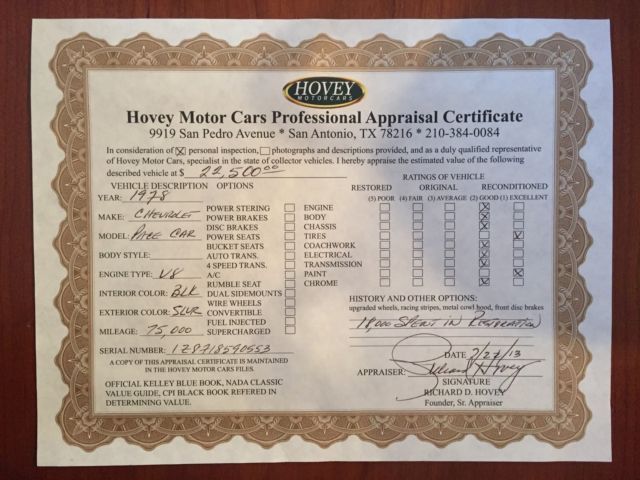 HOVEY
MOTORCARS
Hovey Motor Cars Professional Appraisal Certificate
9919 San Pedro Avenue * San Antonio, TX 78216 * 210-384-0084
In consideration of personal inspection, photographs and descriptions provided, and as a duly qualified representative
of Hovey Motor Cars, specialist in the state of collector vehicles. I hereby appraise the estimated value of the following
described vehicle at $ 22,500.00
VEHICLE DESCRIPTION OPTIONS
YEAR: 1978
MAKE: CHEVROLET
MODEL: PACE CAR
BODY STYLE:
ENGINE TYPE: V8
INTERIOR COLOR: BLK
EXTERIOR COLOR: SLVR
MILEAGE: 75,000
SERIAL NUMBER: 1Z8718590553
A COPY OF THIS APPRAISAL CERTIFICATE IS MAINTAINED
IN THE HOVEY MOTOR CARS FILES.
OFFICIAL KELLEY BLUE BOOK, NADA CLASSIC
VALUE GUIDE, CPI BLACK BOOK REFERED IN
DETERMINING VALUE.
POWER STERING
POWER BRAKES
DISC BRAKES
POWER SEATS
BUCKET SEATS
AUTO TRANS.
4 SPEED TRANS.
A/C
RUMBLE SEAT
DUAL SIDEMOUNTS
WIRE WHEELS
CONVERTIBLE
FUEL INJECTED
SUPERCHARGED
RATINGS OF VEHICLE
RESTORED ORIGINAL RECONDITIONED
(5) POOR (4) FAIR (3) AVERAGE (2) GOOD (1) EXCELLENT
ENGINE
BODY
CHASSIS
TIRES
COACHWORK
ELECTRICAL
TRANSMISSION
PAINT
CHROME
HISTORY AND OTHER OPTIONS:
upgraded wheels, racing stripes, metal cowl hood, front disc brakes
18,000 SPENT IN RESTORATION
DATE 2/22/13
APPRAISER: Richard Hovey
SIGNATURE
RICHARD D. HOVEY
Founder, Sr. Appraiser